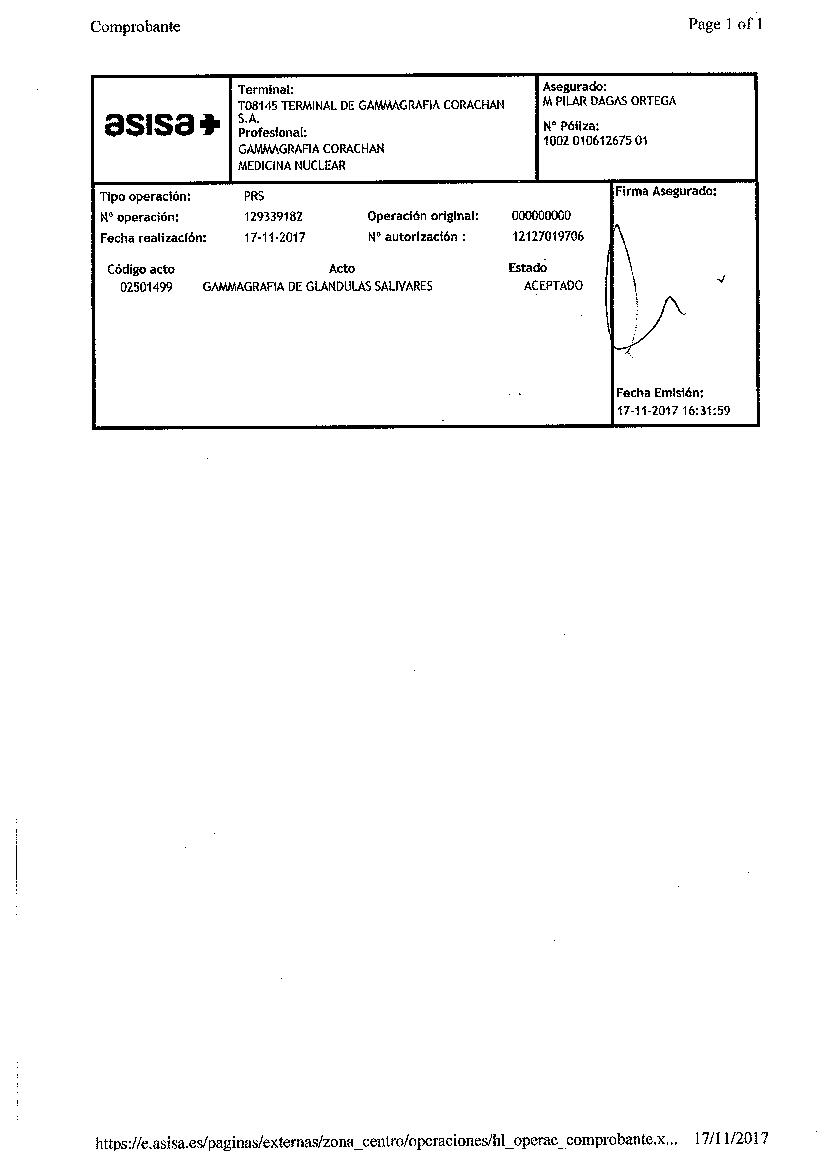 Comprobante
Page 1 of 1
asisa
Terminal:
T08145 TERMINAL DE GAMMAGRAFIA CORACHAN
S.A.
Profesional:
GAMMAGRAFIA CORACHAN
MEDICINA NUCLEAR
Asegurado:
M PILAR DAGAS ORTEGA
Nº Póliza:
1002 010612675 01
Tipo operación: PRS
Nº operación: 129339182 Operación original: 000000000
Fecha realización: 17-11-2017 Nº autorización : 12127019706
Código acto Acto Estado
02501499 GAMMAGRAFIA DE GLANDULAS SALIVARES ACEPTADO
Firma Asegurado:
Fecha Emisión:
17-11-2017 16:31:59
https://e.asisa.es/paginas/externas/zona_centro/operaciones/hl_operac_comprobante.x... 17/11/2017